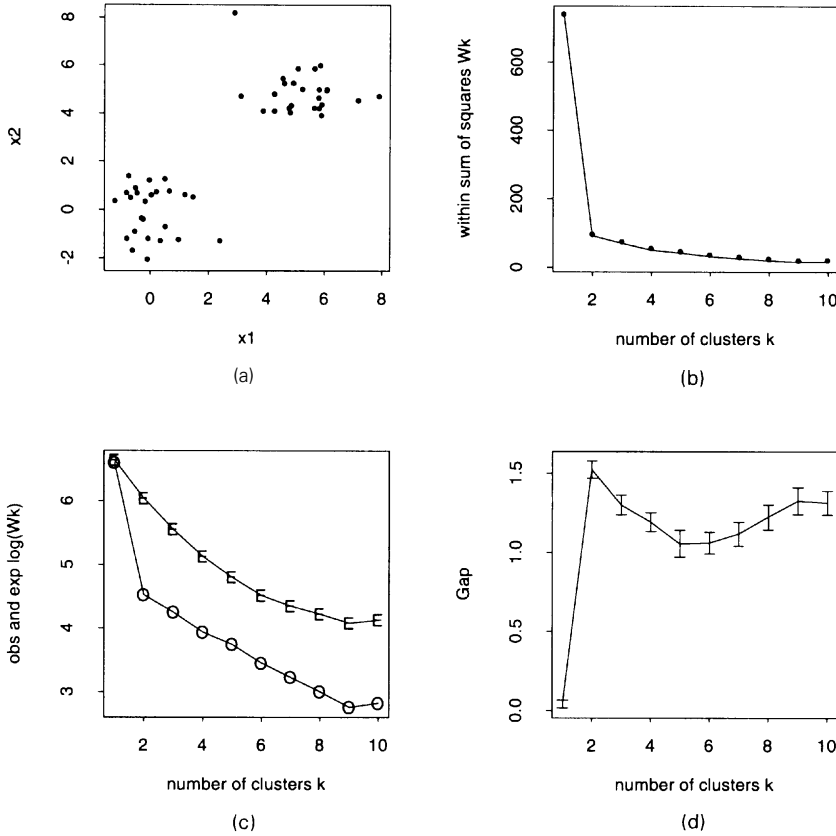 8
6
4
2
0
-2
x2
0 2 4 6 8
x1
(a)
600
400
200
0
within sum of squares Wk
2 4 6 8 10
number of clusters k
(b)
6
5
4
3
obs and exp log(Wk)
E E E E E E E E E E
O O O O O O O O O O
2 4 6 8 10
number of clusters k
(c)
1.5
1.0
0.5
0.0
Gap
2 4 6 8 10
number of clusters k
(d)